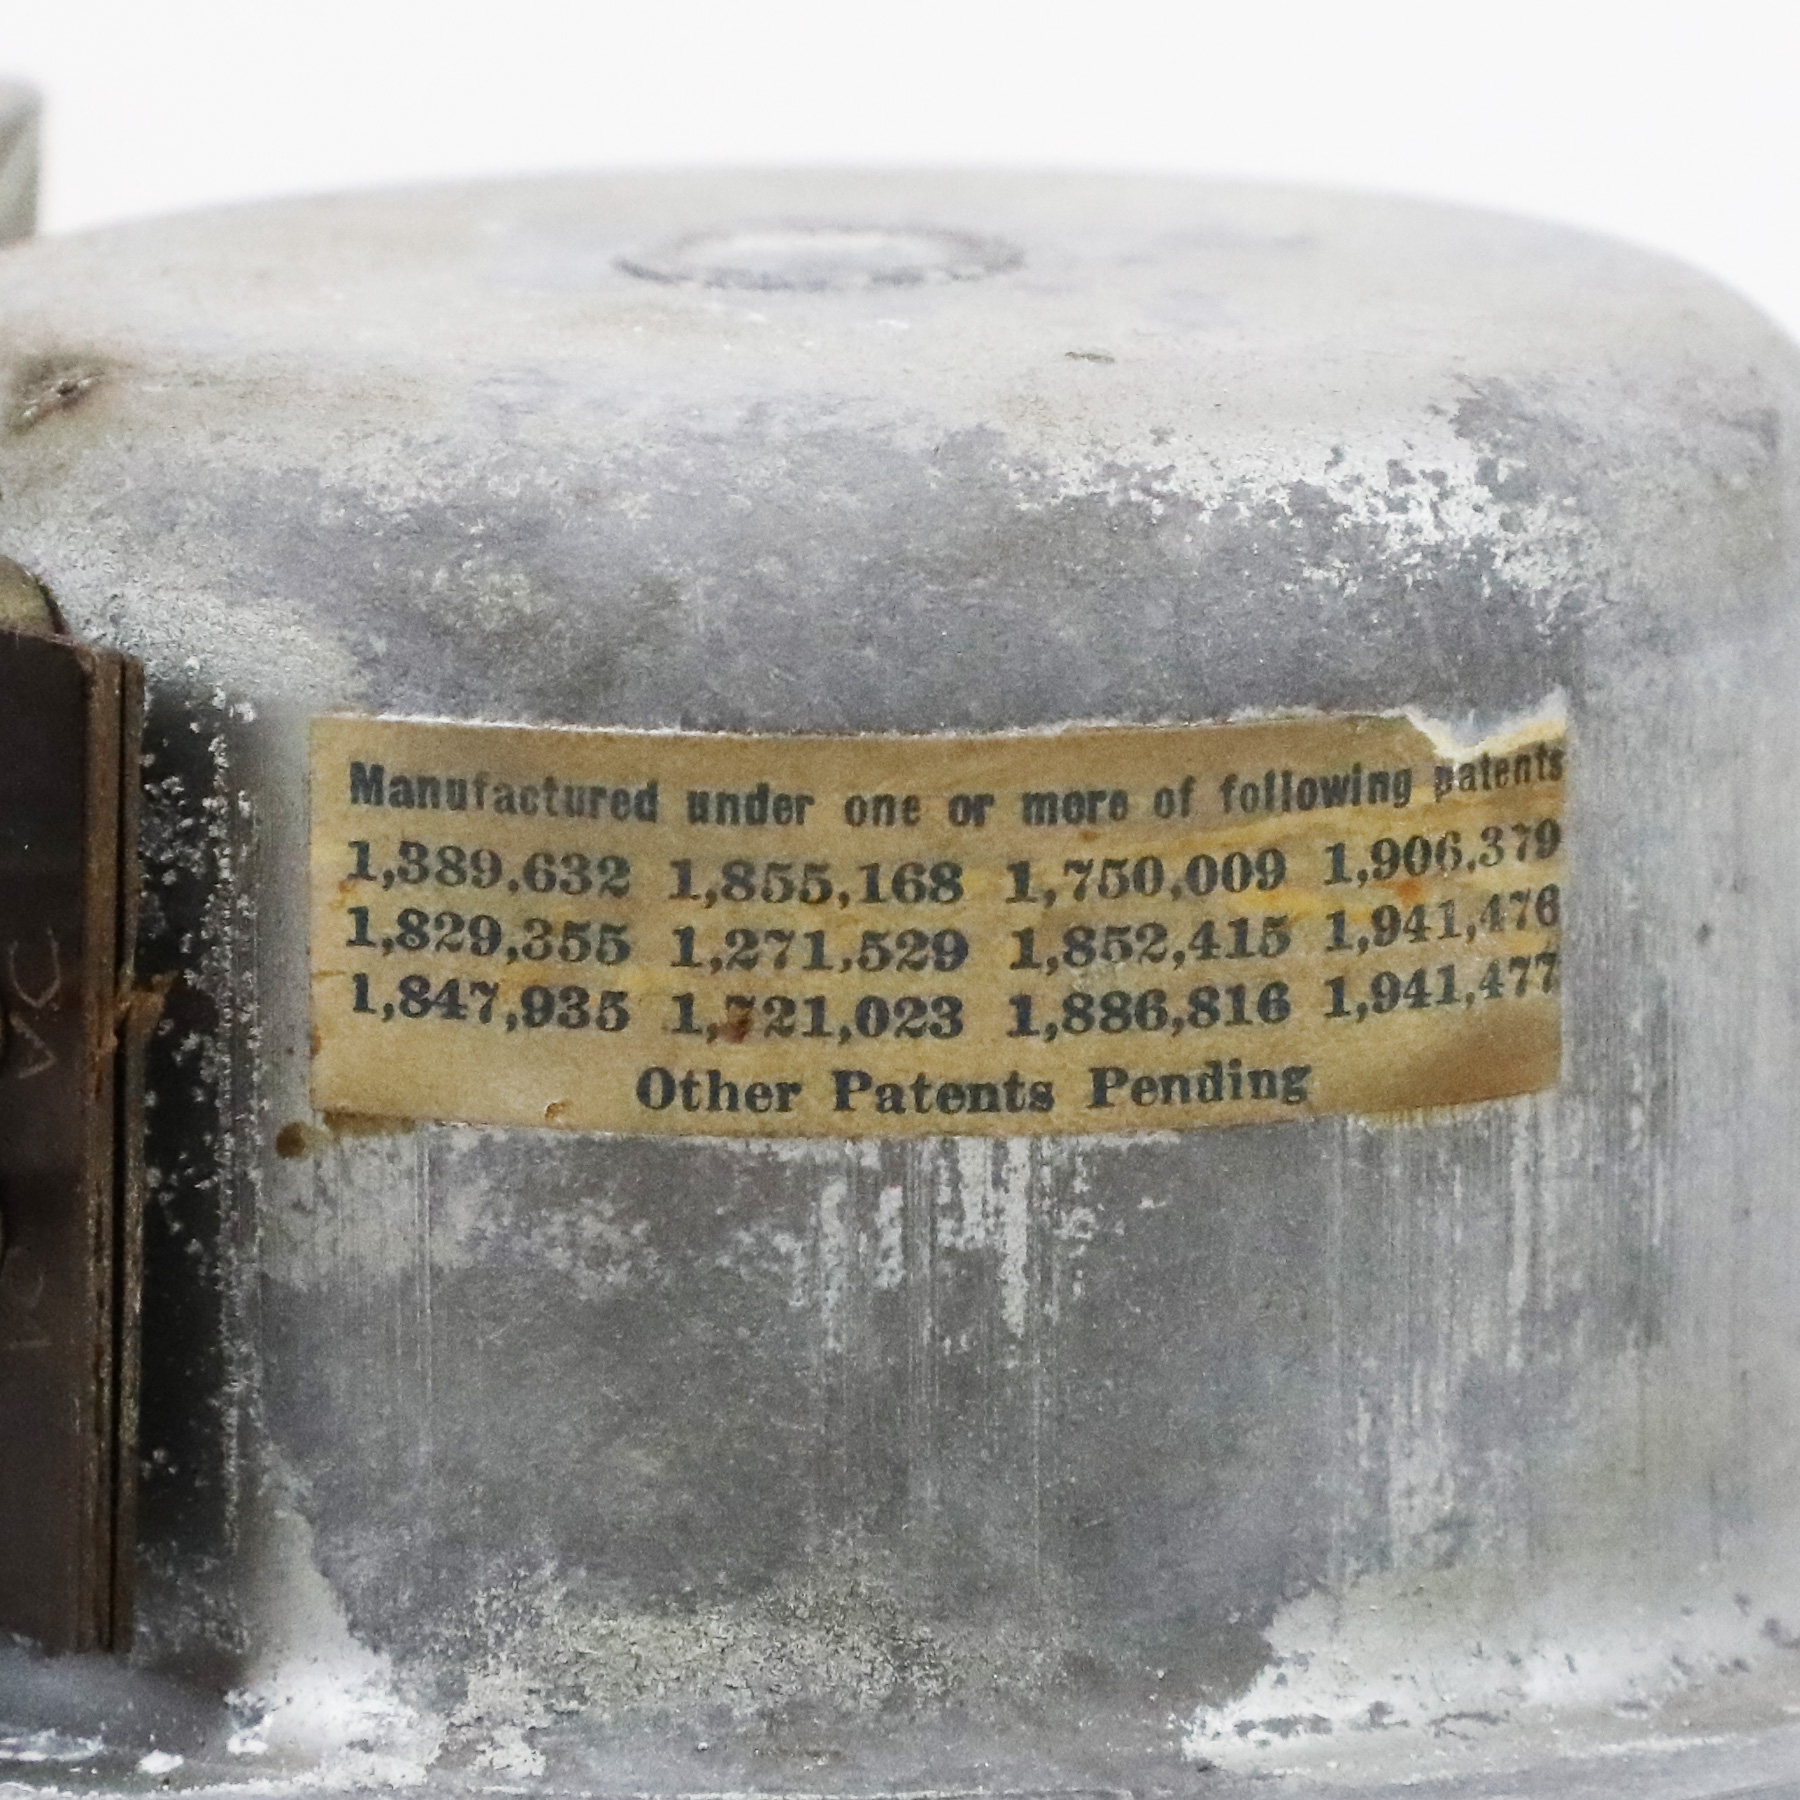 Manufactured under one or more of following patents
1,389,632 1,855,168 1,750,009 1,906,379
1,829,355 1,271,529 1,852,415 1,941,476
1,847,935 1,721,023 1,886,816 1,941,477
Other Patents Pending